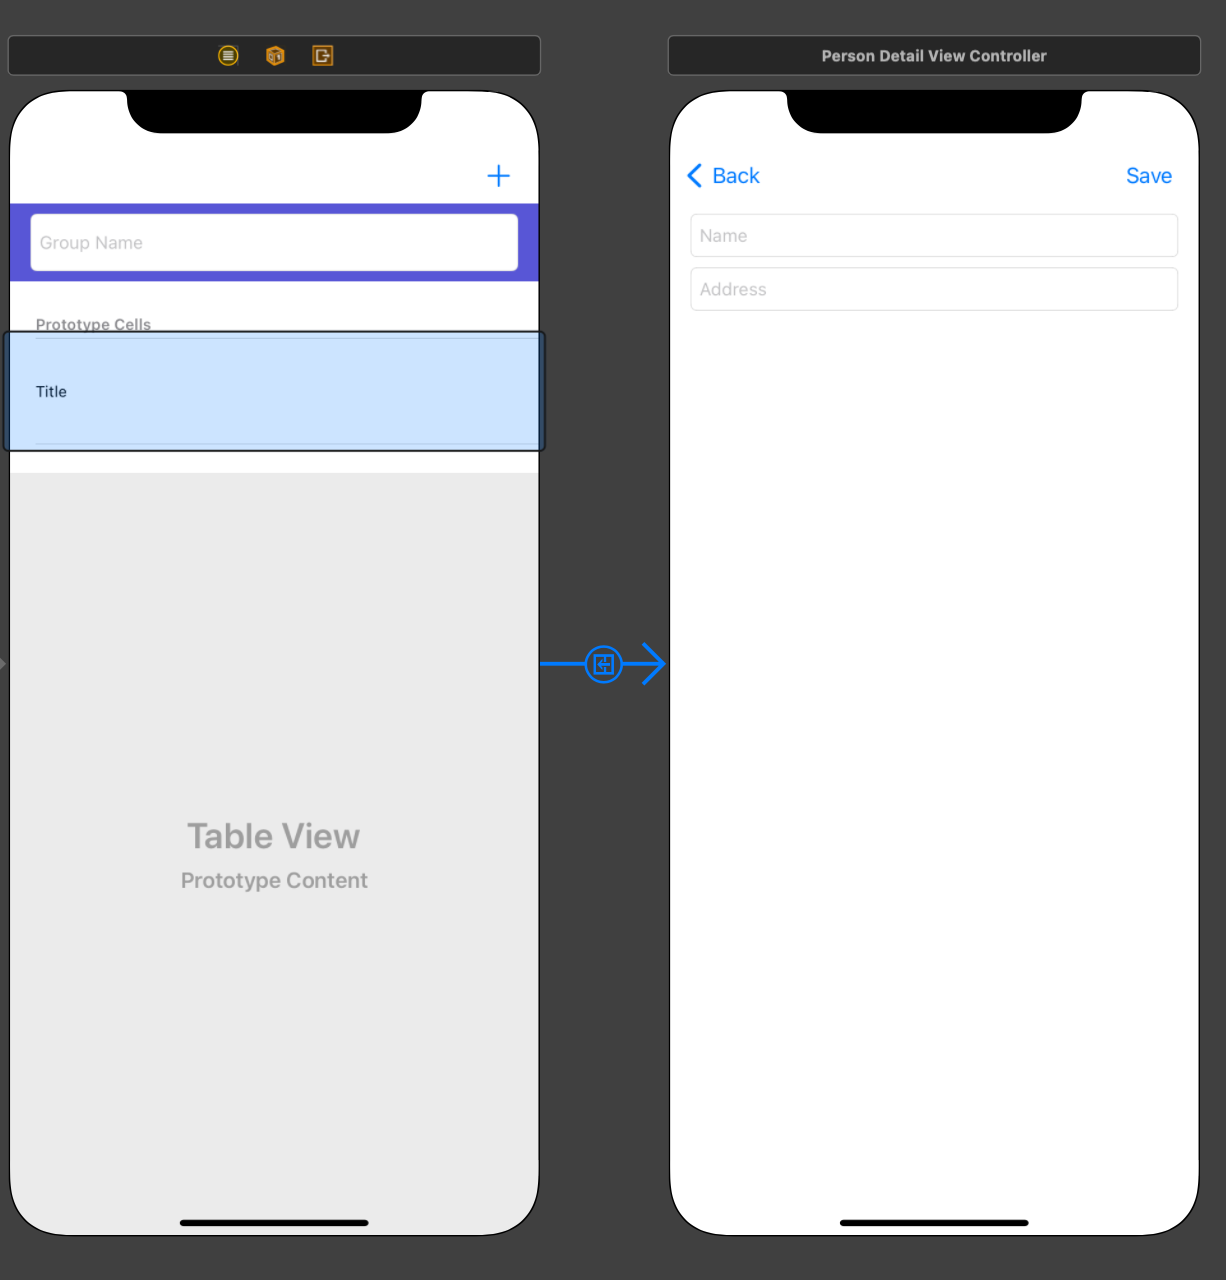 Person Detail View Controller
Back
Save
Group Name
Name
Address
Prototype Cells
Title
Table View
Prototype Content